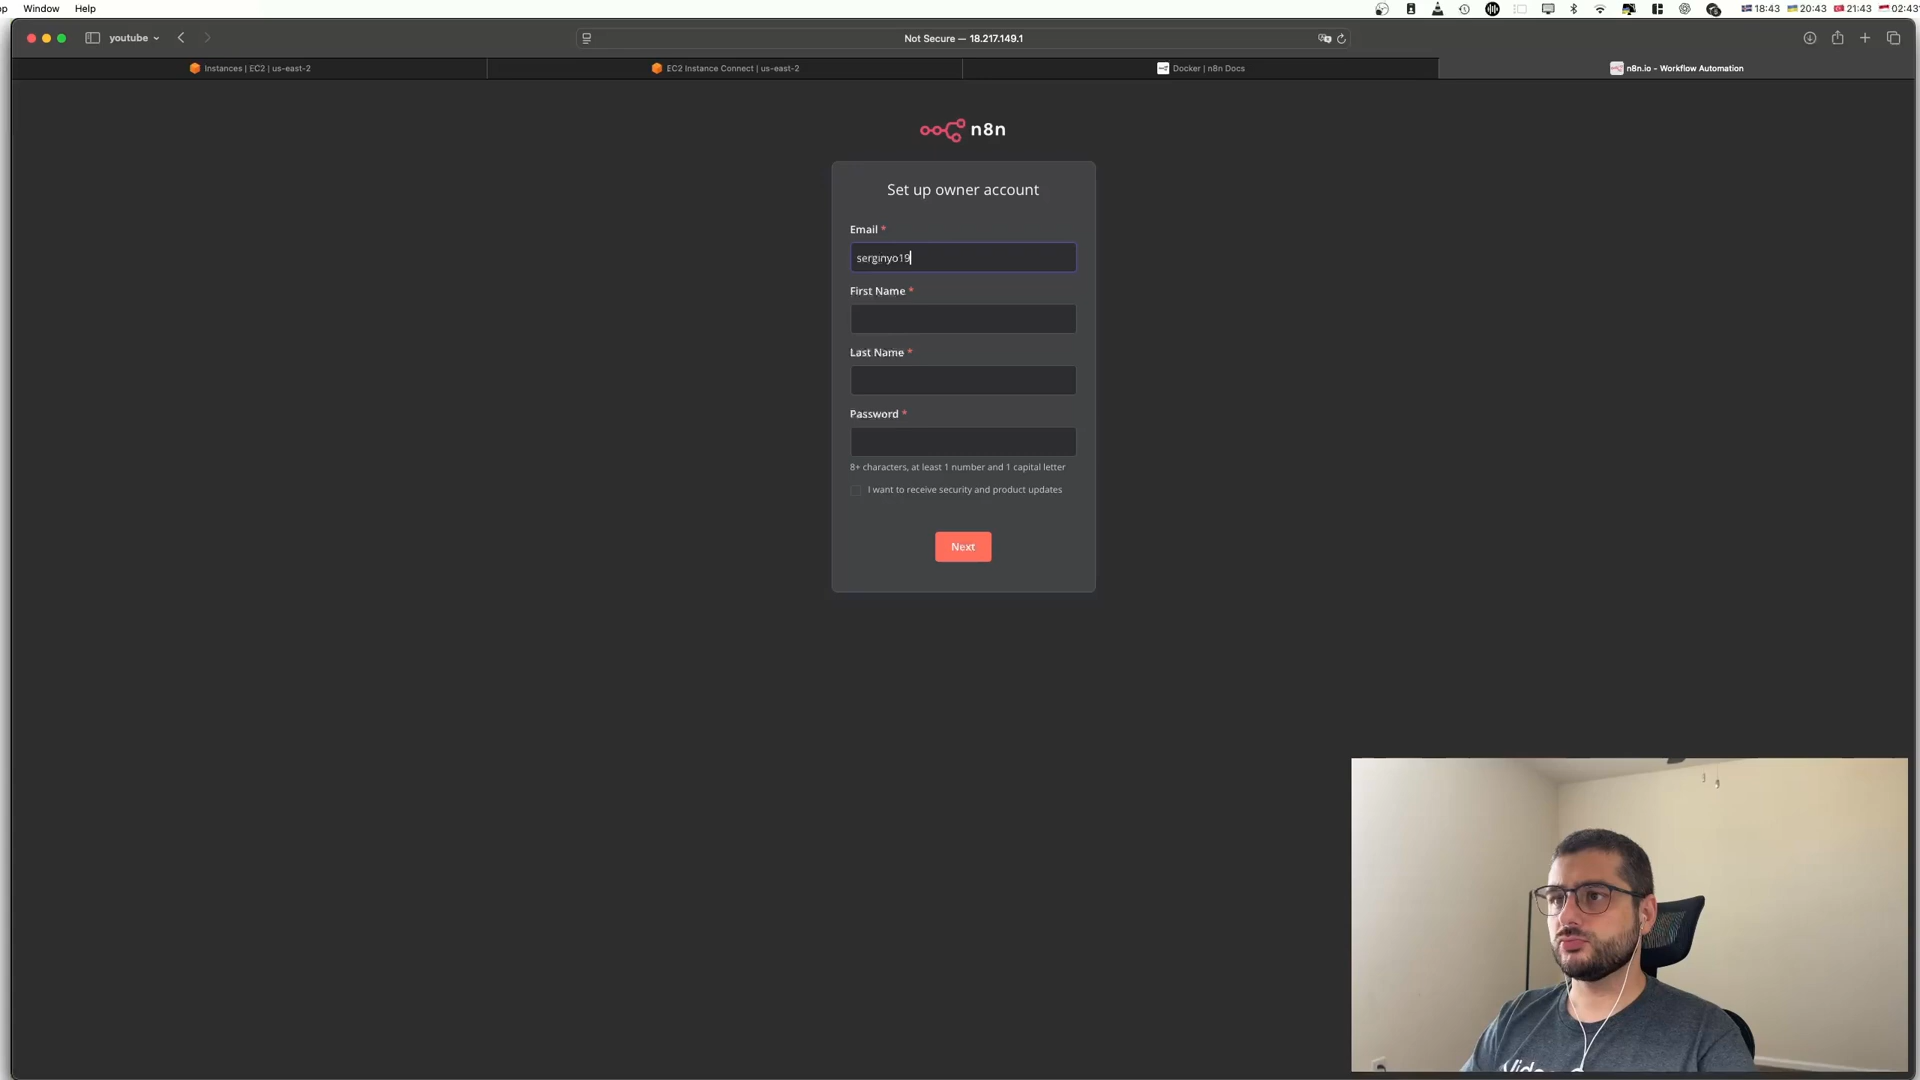 Window Help
18:43 20:43 21:43 02:43
youtube
Not Secure — 18.217.149.1
Instances | EC2 | us-east-2
EC2 Instance Connect | us-east-2
Docker | n8n Docs
n8n.io - Workflow Automation
n8n
Set up owner account
Email *
serginyo19
First Name *
Last Name *
Password *
8+ characters, at least 1 number and 1 capital letter
I want to receive security and product updates
Next